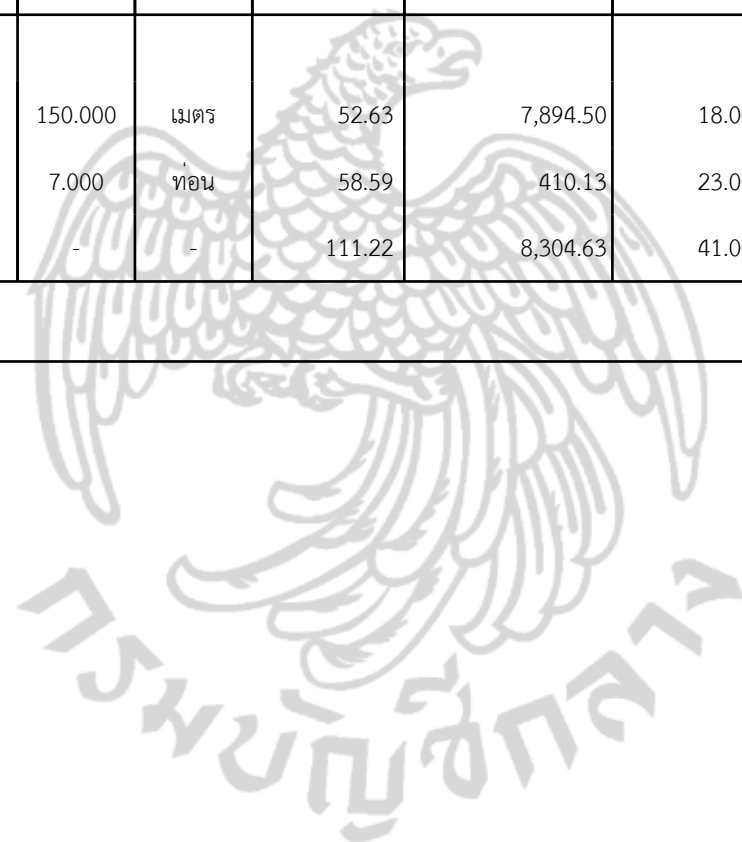 150.000 เมตร 52.63 7,894.50 18.0
7.000 ท่อน 58.59 410.13 23.0
- - 111.22 8,304.63 41.0
กรมบัญชีกลาง